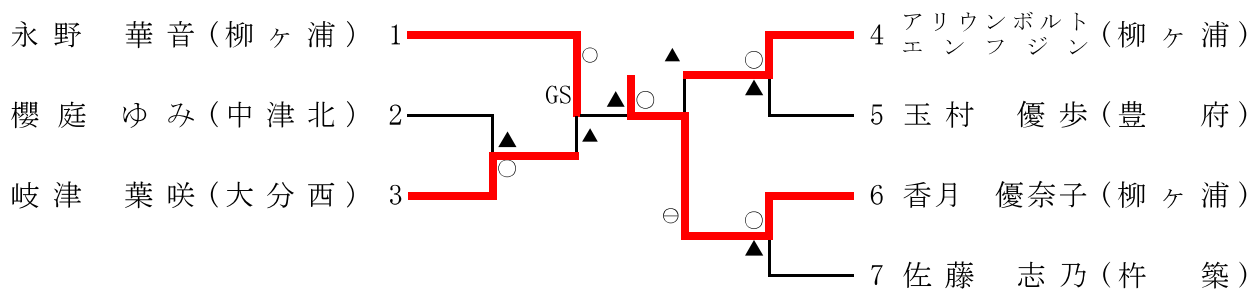 永野　華音(柳ヶ浦) 1
櫻庭　ゆみ(中津北) 2
岐津　葉咲(大分西) 3
GS
4 アリウンボルト エンフジン (柳ヶ浦)
5 玉村　優歩(豊　府)
6 香月　優奈子(柳ヶ浦)
7 佐藤　志乃(杵　築)